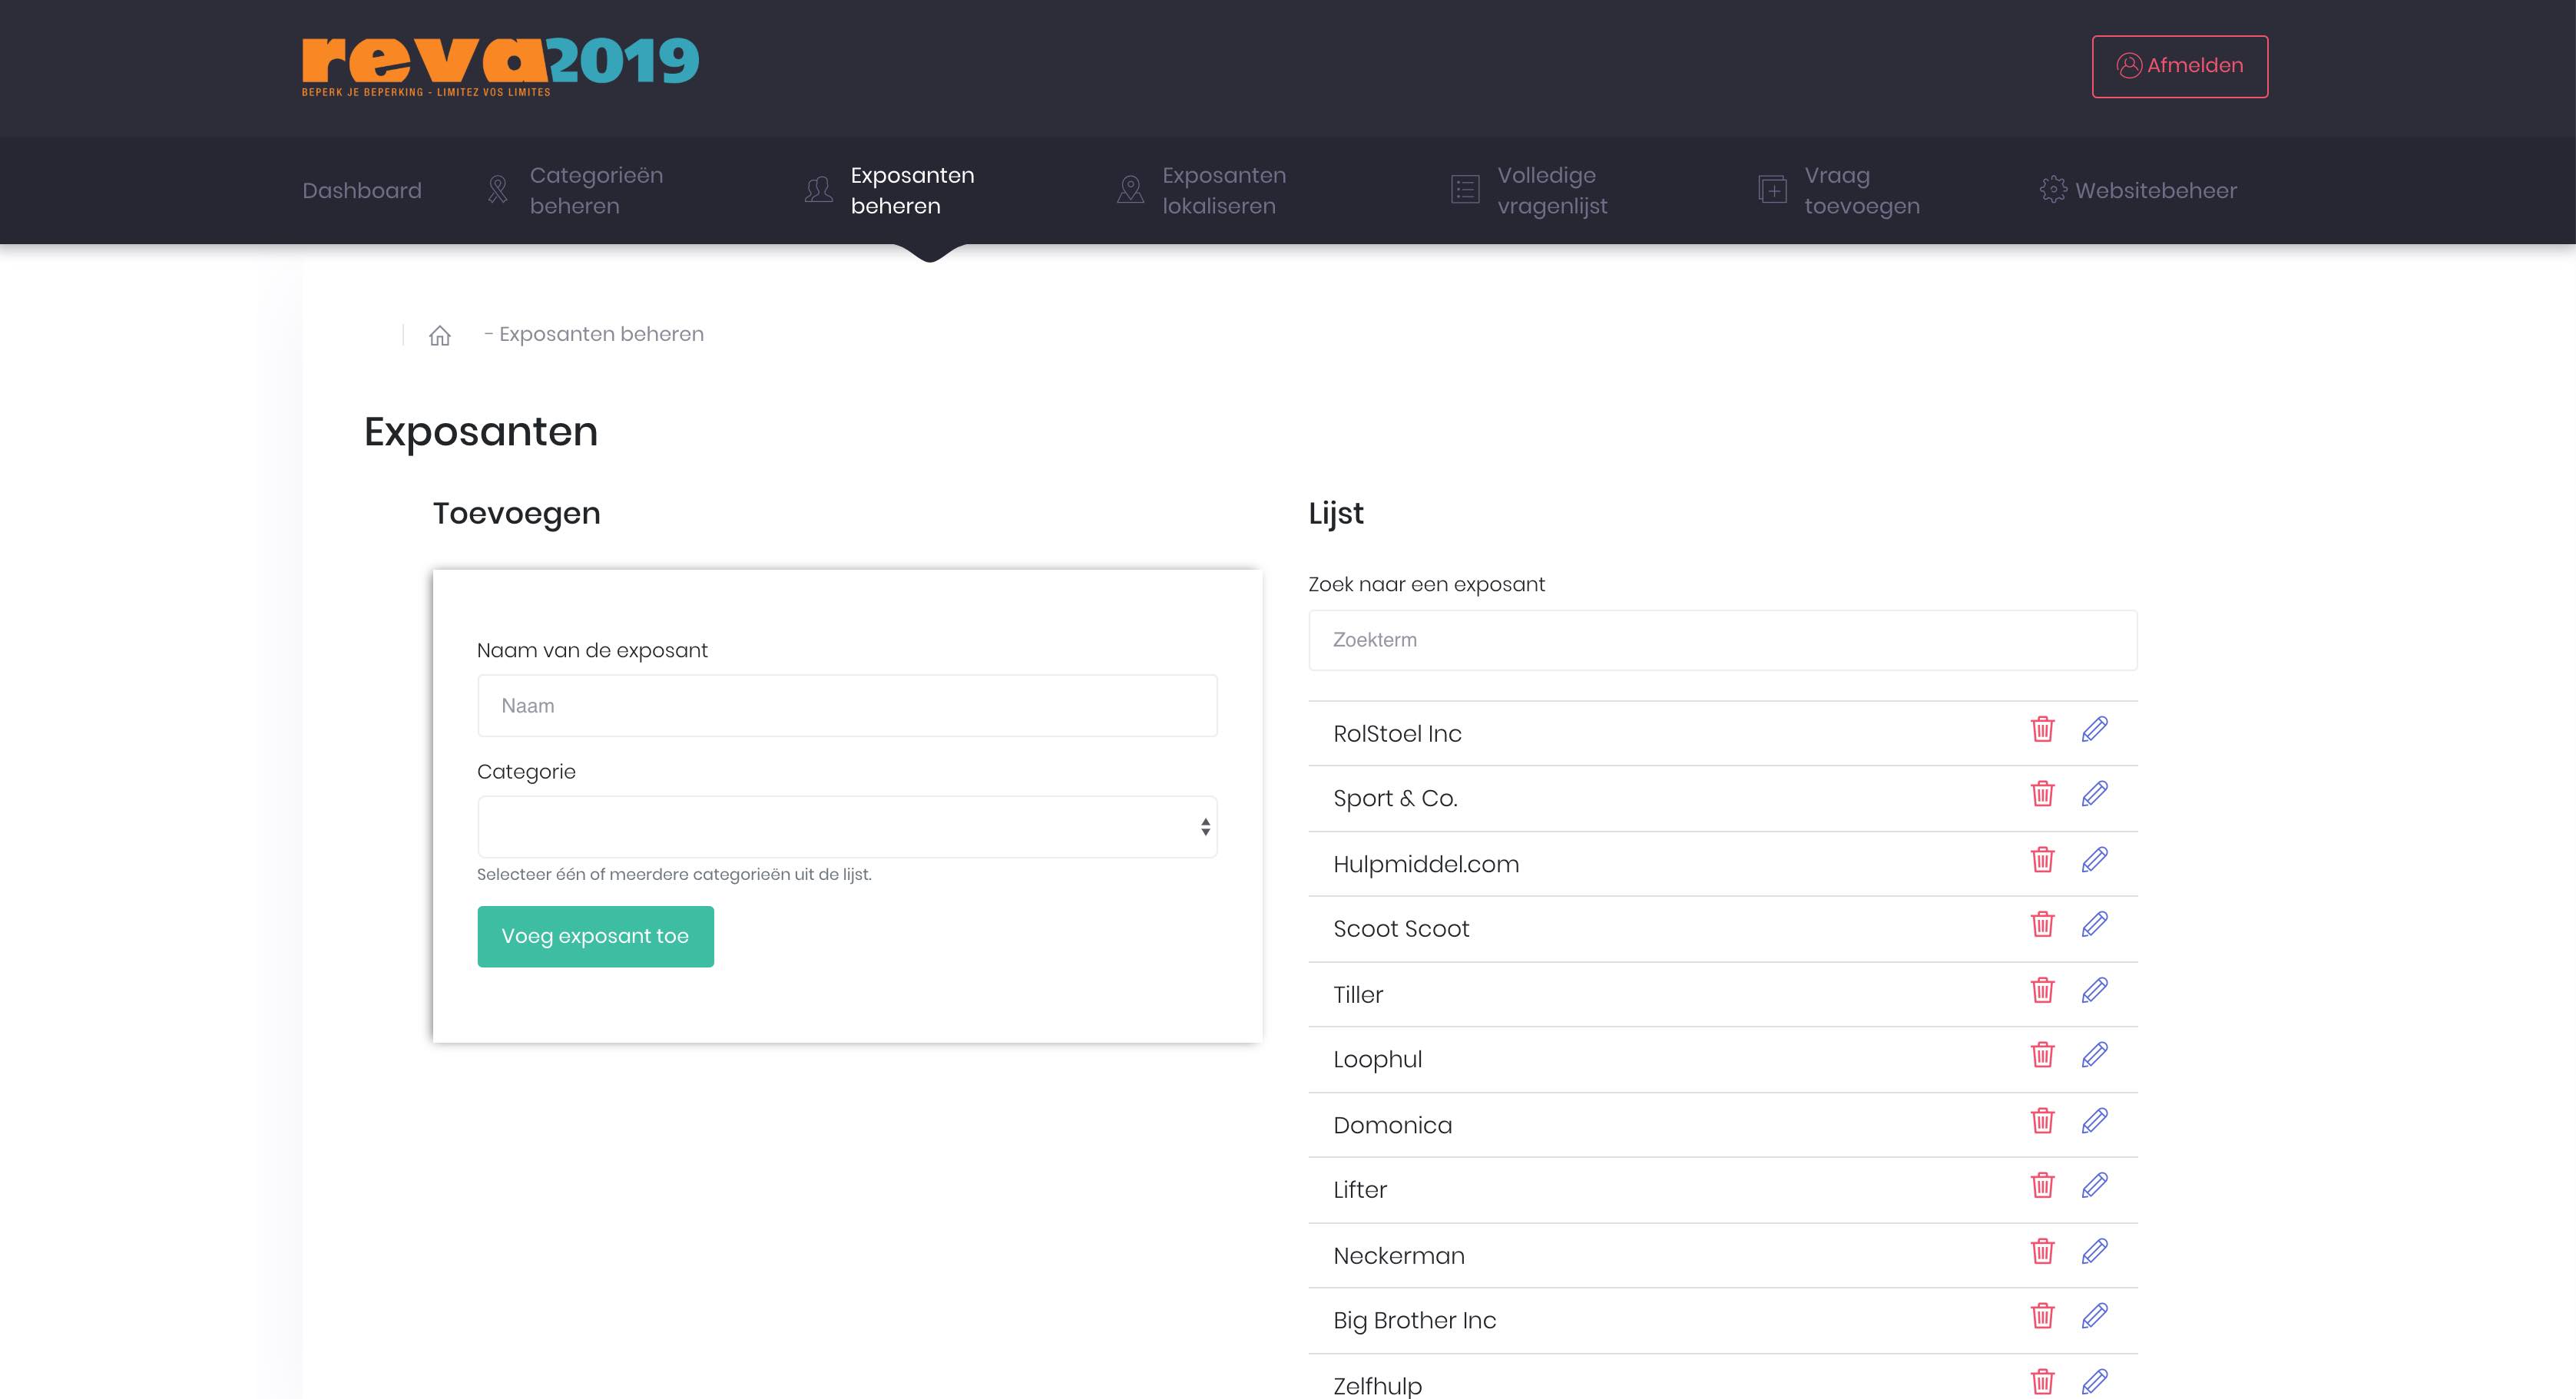 reva2019
BEPERK JE BEPERKING - LIMITEZ VOS LIMITES
Afmelden
Dashboard
Categorieën
beheren
Exposanten
beheren
Exposanten
lokaliseren
Volledige
vragenlijst
Vraag
toevoegen
Websitebeheer
- Exposanten beheren
Exposanten
Toevoegen
Naam van de exposant
Naam
Categorie
Selecteer één of meerdere categorieën uit de lijst.
Voeg exposant toe
Lijst
Zoek naar een exposant
Zoekterm
RolStoel Inc
Sport & Co.
Hulpmiddel.com
Scoot Scoot
Tiller
Loophul
Domonica
Lifter
Neckerman
Big Brother Inc
Zelfhulp